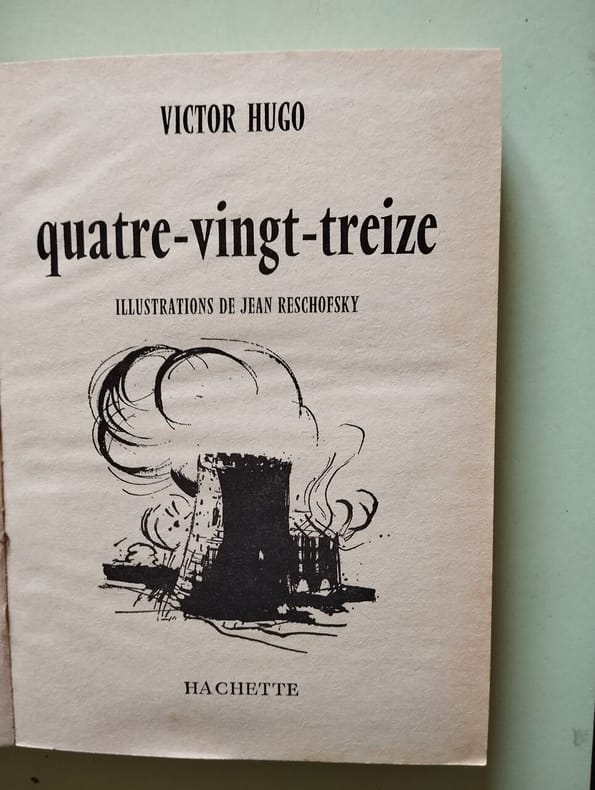 VICTOR HUGO
quatre-vingt-treize
ILLUSTRATIONS DE JEAN RESCHOFSKY
HACHETTE